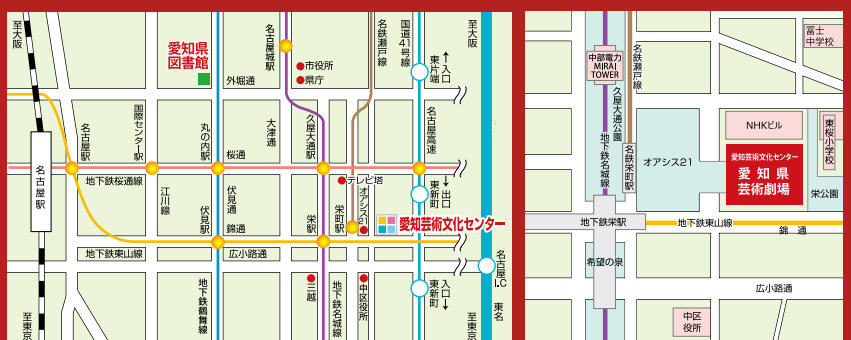 至大阪
愛知県
図書館
名古屋城駅
市役所
県庁
名鉄瀬戸線
国道41号線
↑入口
東片端
至大阪
外堀通
名古屋駅
国際センター駅
丸の内駅
大津通
久屋大通駅
名古屋高速
桜通
名古屋駅
地下鉄桜通線
テレビ塔
江川線
伏見通
伏見駅
栄駅
栄町駅
オアシス21
東新町
出口↓
愛知芸術文化センター
錦通
地下鉄東山線
広小路通
名古屋I.C
地下鉄鶴舞線
三越
地下鉄名城線
中区役所
東新町
入口↓
東名
至東京
至東京
中部電力
MIRAI
TOWER
名鉄瀬戸線
富士
中学校
久屋大通公園
地下鉄名城線
名鉄栄町駅
オアシス21
NHKビル
東桜小学校
愛知芸術文化センター
愛知県
芸術劇場
栄公園
地下鉄栄駅
地下鉄東山線
錦通
希望の泉
広小路通
中区
役所